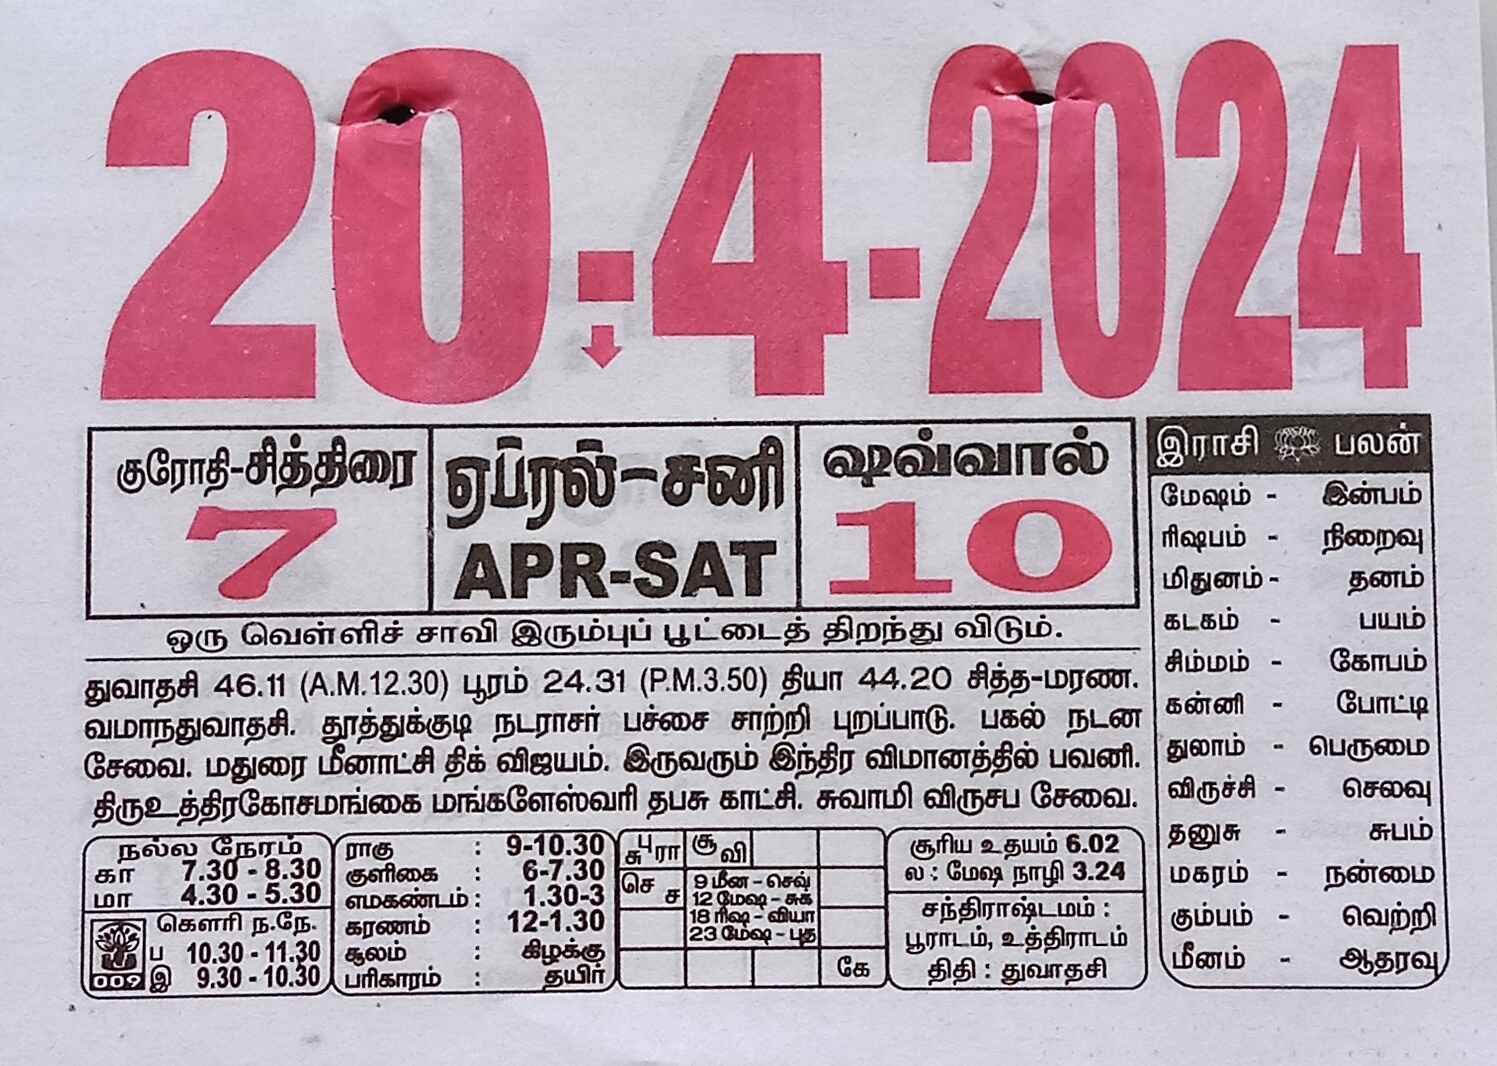 20.4.2024
குரோதி-சித்திரை
7
ஏப்ரல்-சனி
APR-SAT
ஷவ்வால்
10
ஒரு வெள்ளிச் சாவி இரும்புப் பூட்டைத் திறந்து விடும்.
துவாதசி 46.11 (A.M.12.30) பூரம் 24.31 (P.M.3.50) தியா 44.20 சித்த-மரண.
வமாநதுவாதசி. தூத்துக்குடி நடராசர் பச்சை சாற்றி புறப்பாடு. பகல் நடன
சேவை. மதுரை மீனாட்சி திக் விஜயம். இருவரும் இந்திர விமானத்தில் பவனி.
திருஉத்திரகோசமங்கை மங்களேஸ்வரி தபசு காட்சி. சுவாமி விருசப சேவை.
நல்ல நேரம்
கா 7.30 - 8.30
மா 4.30 - 5.30
கௌரி ந.நே.
ப 10.30 - 11.30
இ 9.30 - 10.30
009
ராகு : 9-10.30
குளிகை : 6-7.30
எமகண்டம் : 1.30-3
கரணம் : 12-1.30
சூலம் : கிழக்கு
பரிகாரம் : தயிர்
சு பு ரா சூ வி
செ ச
9 மீன - செவ்
12 மேஷ - சுக்
18 ரிஷ - வியா
23 மேஷ - புத
கே
சூரிய உதயம் 6.02
ல : மேஷ நாழி 3.24
சந்திராஷ்டமம் :
பூராடம், உத்திராடம்
திதி : துவாதசி
இராசி பலன்
மேஷம் - இன்பம்
ரிஷபம் - நிறைவு
மிதுனம் - தனம்
கடகம் - பயம்
சிம்மம் - கோபம்
கன்னி - போட்டி
துலாம் - பெருமை
விருச்சி - செலவு
தனுசு - சுபம்
மகரம் - நன்மை
கும்பம் - வெற்றி
மீனம் - ஆதரவு